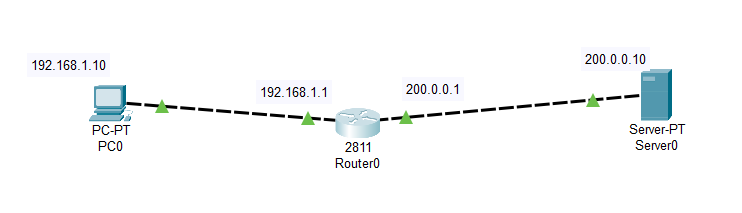 192.168.1.10
192.168.1.1
200.0.0.1
200.0.0.10
PC-PT
PC0
2811
Router0
Server-PT
Server0